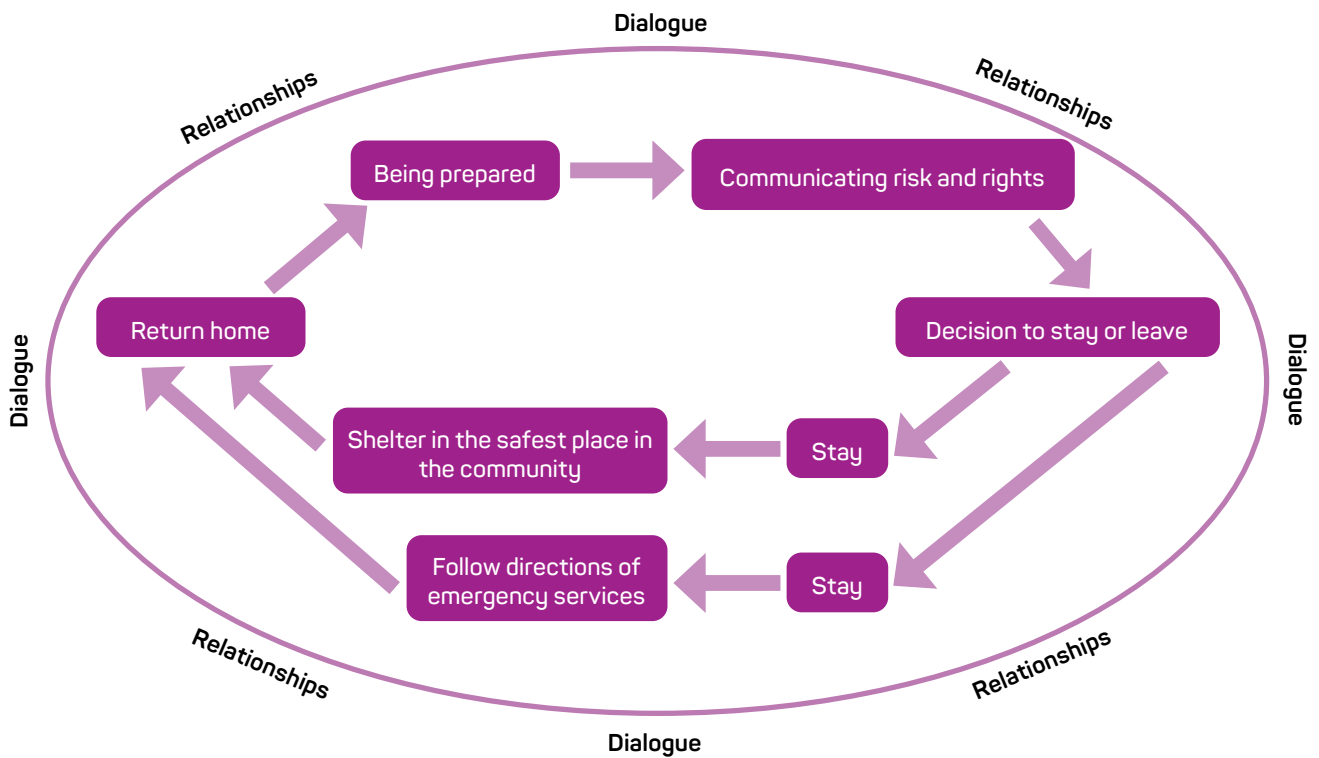 Dialogue
Relationships
Relationships
Being prepared
Communicating risk and rights
Return home
Decision to stay or leave
Dialogue
Dialogue
Shelter in the safest place in
the community
Stay
Follow directions of
emergency services
Stay
Relationships
Relationships
Dialogue